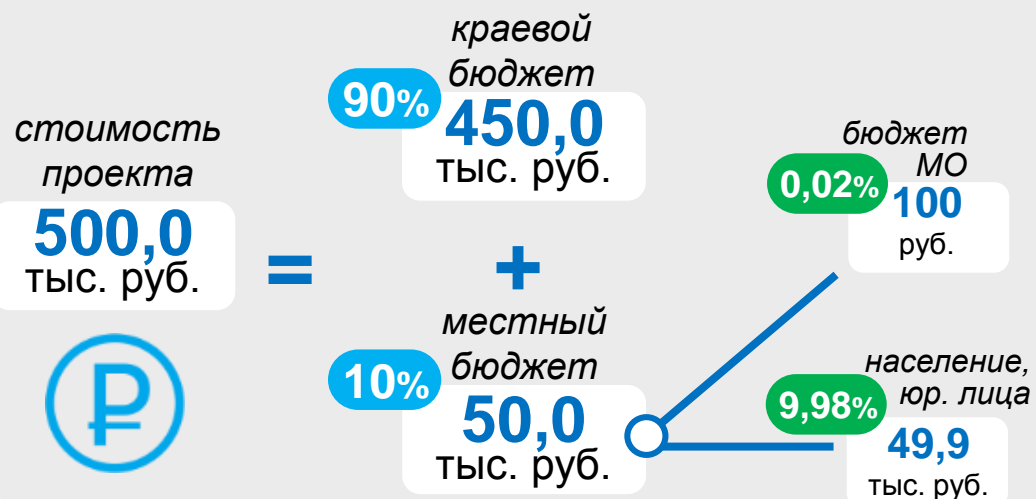 стоимость
проекта
500,0
тыс. руб.
=
краевой
бюджет
90%
450,0
тыс. руб.
+
местный
бюджет
10%
50,0
тыс. руб.
бюджет
МО
0,02%
100
руб.
население,
юр. лица
9,98%
49,9
тыс. руб.
₽